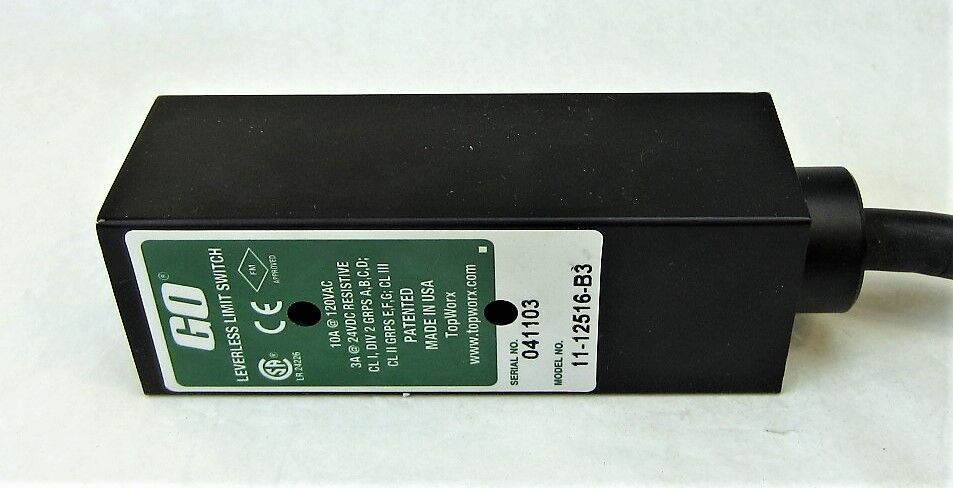 GO®
LEVERLESS LIMIT SWITCH
SA®
LR 24226
CE
FM
APPROVED
10A @ 120VAC
3A @ 24VDC RESISTIVE
CL I, DIV 2 GRPS A,B,C,D;
CL II GRPS E,F,G; CL III
PATENTED
MADE IN USA
TopWorx
www.topworx.com
SERIAL NO.
041103
MODEL NO.
11-12516-B3